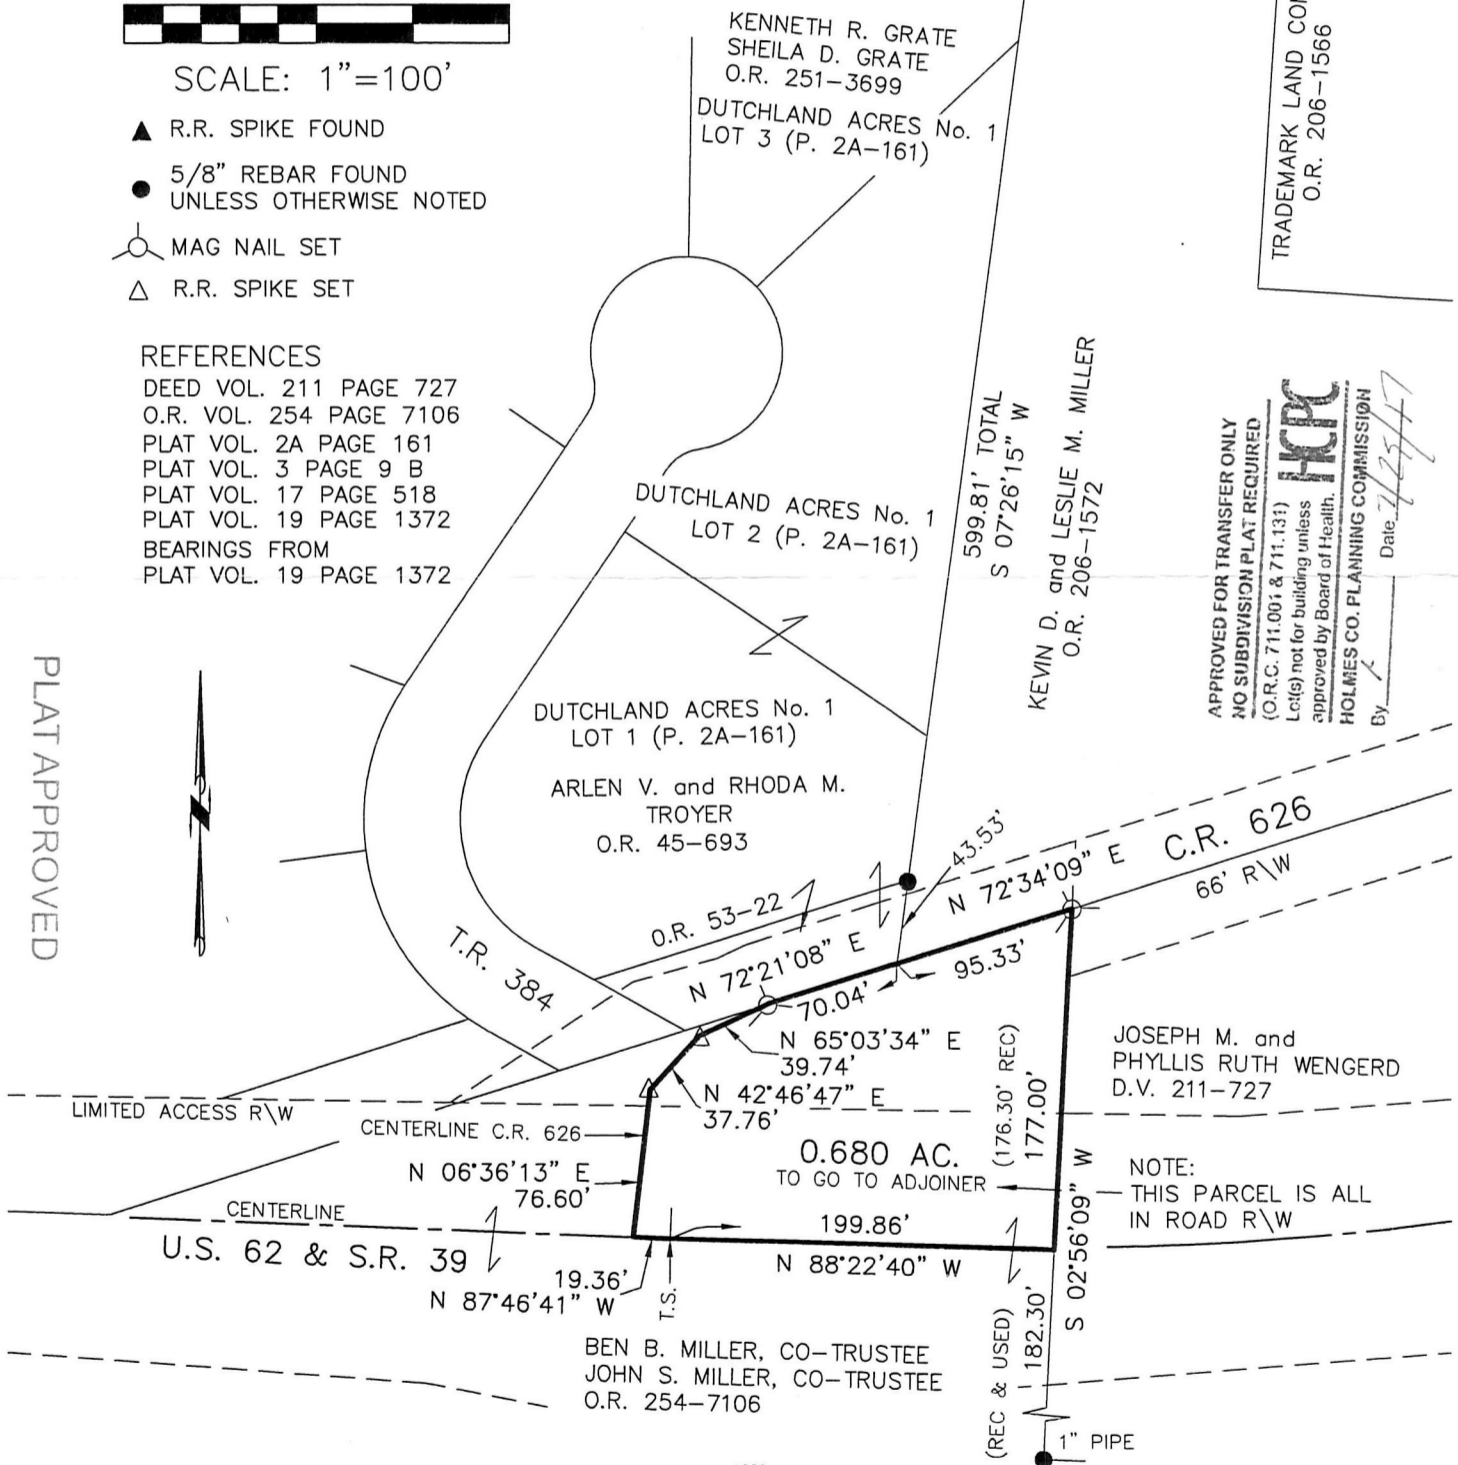 SCALE: 1"=100'
R.R. SPIKE FOUND
5/8" REBAR FOUND
UNLESS OTHERWISE NOTED
MAG NAIL SET
R.R. SPIKE SET
REFERENCES
DEED VOL. 211 PAGE 727
O.R. VOL. 254 PAGE 7106
PLAT VOL. 2A PAGE 161
PLAT VOL. 3 PAGE 9 B
PLAT VOL. 17 PAGE 518
PLAT VOL. 19 PAGE 1372
BEARINGS FROM
PLAT VOL. 19 PAGE 1372
PLAT APPROVED
KENNETH R. GRATE
SHEILA D. GRATE
O.R. 251-3699
DUTCHLAND ACRES No. 1
LOT 3 (P. 2A-161)
TRADEMARK LAND
O.R. 206-1566
DUTCHLAND ACRES No. 1
LOT 2 (P. 2A-161)
599.81' TOTAL
S 07°26'15" W
KEVIN D. and LESLIE M. MILLER
O.R. 206-1572
APPROVED FOR TRANSFER ONLY
NO SUBDIVISION PLAT REQUIRED
(O.R.C. 711.001 & 711.131)
Lot(s) not for building unless
approved by Board of Health.
HCPC
HOLMES CO. PLANNING COMMISSION
By Date
DUTCHLAND ACRES No. 1
LOT 1 (P. 2A-161)
ARLEN V. and RHODA M.
TROYER
O.R. 45-693
43.53'
C.R. 626
66' R\W
N 72°34'09" E
O.R. 53-22
N 72°21'08" E
95.33'
70.04'
T.R. 384
N 65°03'34" E
39.74'
N 42°46'47" E
37.76'
(176.30' REC)
177.00'
JOSEPH M. and
PHYLLIS RUTH WENGERD
D.V. 211-727
LIMITED ACCESS R\W
CENTERLINE C.R. 626
0.680 AC.
TO GO TO ADJOINER
N 06°36'13" E
76.60'
NOTE:
THIS PARCEL IS ALL
IN ROAD R\W
S 02°56'09" W
CENTERLINE
U.S. 62 & S.R. 39
199.86'
N 88°22'40" W
19.36'
N 87°46'41" W
T.S.
BEN B. MILLER, CO-TRUSTEE
JOHN S. MILLER, CO-TRUSTEE
O.R. 254-7106
(REC & USED)
182.30'
1" PIPE